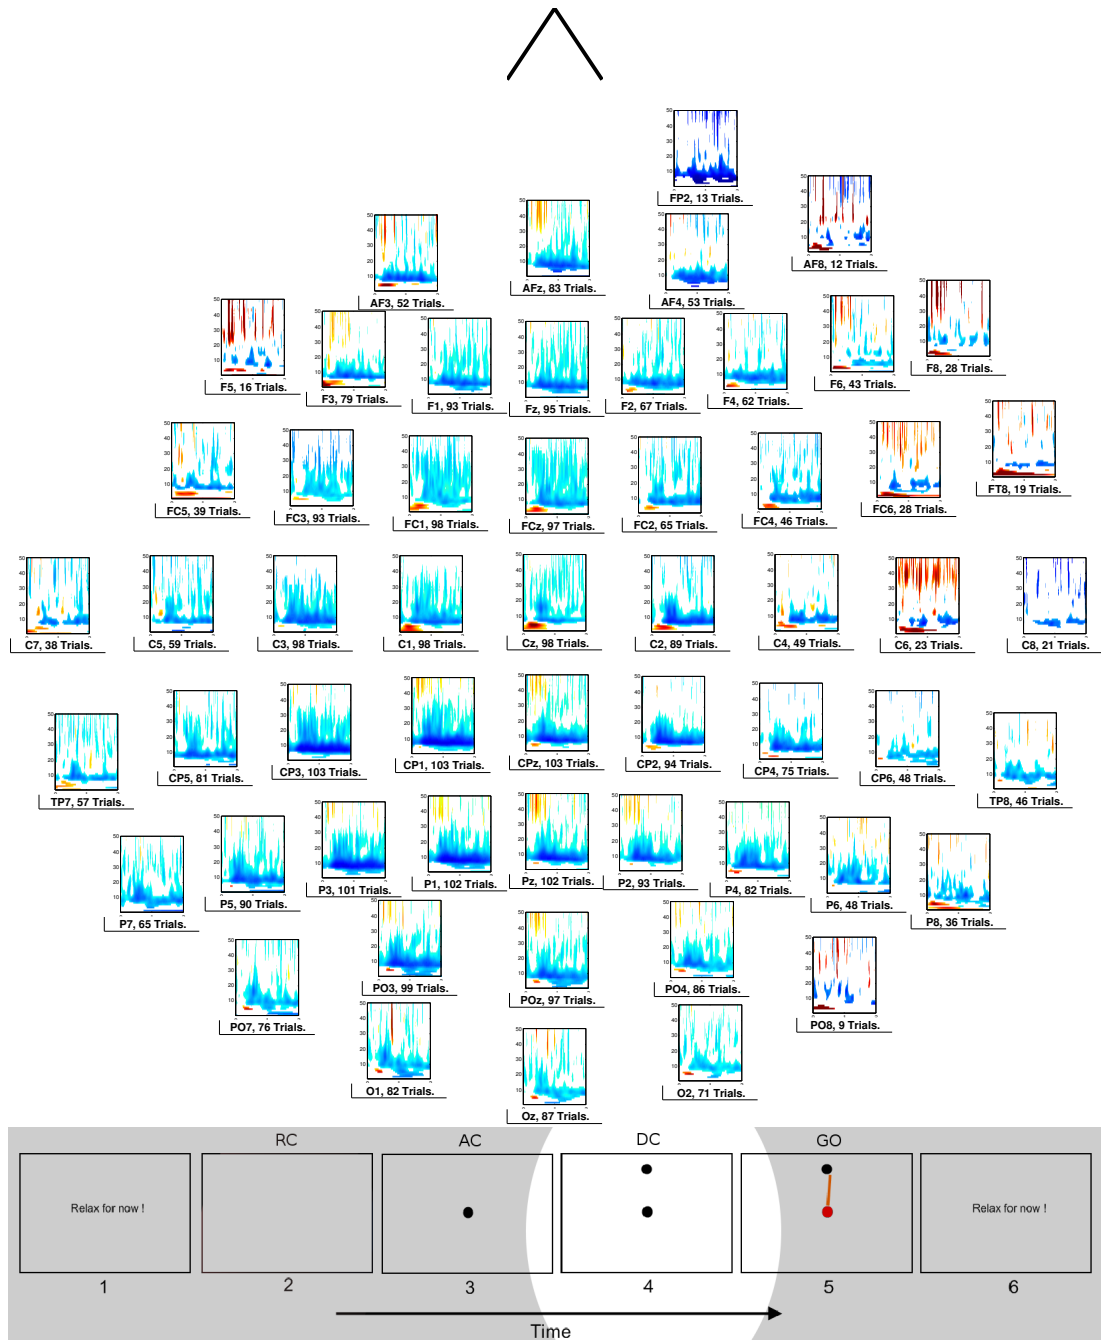 FP2, 13 Trials.
AF8, 12 Trials.
AF3, 52 Trials.
AFz, 83 Trials.
AF4, 53 Trials.
F5, 16 Trials.
F3, 79 Trials.
F1, 93 Trials.
Fz, 95 Trials.
F2, 67 Trials.
F4, 62 Trials.
F6, 43 Trials.
F8, 28 Trials.
FC5, 39 Trials.
FC3, 93 Trials.
FC1, 98 Trials.
FCz, 97 Trials.
FC2, 65 Trials.
FC4, 46 Trials.
FC6, 28 Trials.
FT8, 19 Trials.
C7, 38 Trials.
C5, 59 Trials.
C3, 98 Trials.
C1, 98 Trials.
Cz, 98 Trials.
C2, 89 Trials.
C4, 49 Trials.
C6, 23 Trials.
C8, 21 Trials.
TP7, 57 Trials.
CP5, 81 Trials.
CP3, 103 Trials.
CP1, 103 Trials.
CPz, 103 Trials.
CP2, 94 Trials.
CP4, 75 Trials.
CP6, 48 Trials.
TP8, 46 Trials.
P7, 65 Trials.
P5, 90 Trials.
P3, 101 Trials.
P1, 102 Trials.
Pz, 102 Trials.
P2, 93 Trials.
P4, 82 Trials.
P6, 48 Trials.
P8, 36 Trials.
PO7, 76 Trials.
PO3, 99 Trials.
POz, 97 Trials.
PO4, 86 Trials.
PO8, 9 Trials.
O1, 82 Trials.
Oz, 87 Trials.
O2, 71 Trials.
RC
AC
DC
GO
Relax for now !
Relax for now !
1
2
3
4
5
6
Time